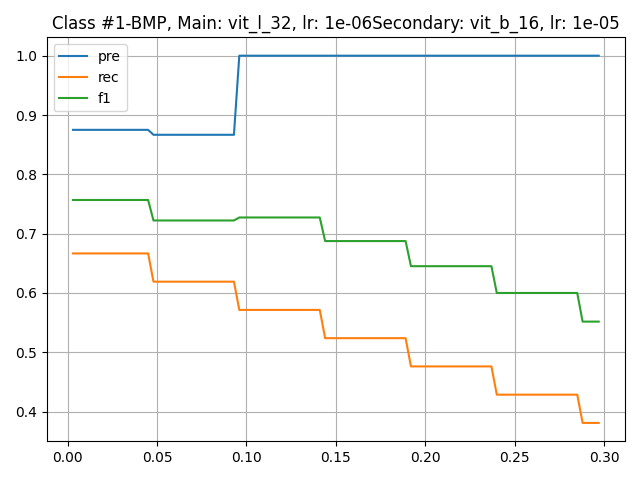 Class #1-BMP, Main: vit_l_32, lr: 1e-06Secondary: vit_b_16, lr: 1e-05
pre
rec
f1
1.0
0.9
0.8
0.7
0.6
0.5
0.4
0.00 0.05 0.10 0.15 0.20 0.25 0.30